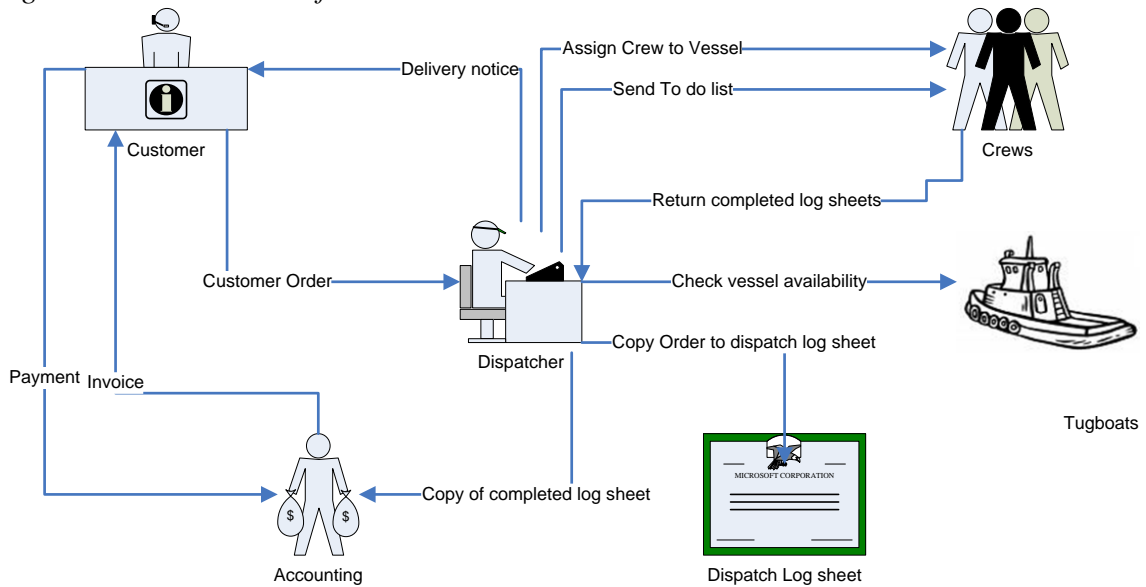 Assign Crew to Vessel
Delivery notice
Send To do list
Customer
Crews
Return completed log sheets
Customer Order
Check vessel availability
Copy Order to dispatch log sheet
Dispatcher
Payment
Invoice
Tugboats
MICROSOFT CORPORATION
Copy of completed log sheet
$ $
Accounting
Dispatch Log sheet